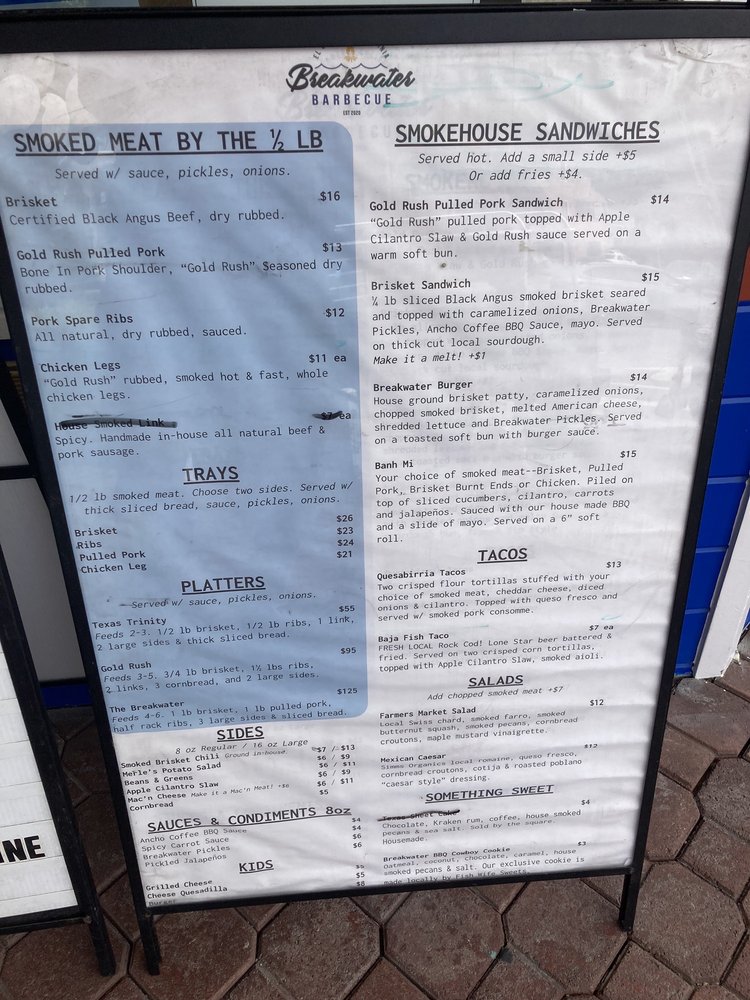 EL
Breakwater
BARBECUE
EST 2020
SMOKED MEAT BY THE ½ LB
Served w/ sauce, pickles, onions.
Brisket $16
Certified Black Angus Beef, dry rubbed.
Gold Rush Pulled Pork $13
Bone In Pork Shoulder, “Gold Rush” Seasoned dry
rubbed.
Pork Spare Ribs $12
All natural, dry rubbed, sauced.
Chicken Legs $11 ea
“Gold Rush” rubbed, smoked hot & fast, whole
chicken legs.
House Smoked Link $7 ea
Spicy. Handmade in-house all natural beef &
pork sausage.
TRAYS
1/2 lb smoked meat. Choose two sides. Served w/
thick sliced bread, sauce, pickles, onions.
Brisket $26
Ribs $23
Pulled Pork $24
Chicken Leg $21
PLATTERS
Served w/ sauce, pickles, onions.
Texas Trinity $55
Feeds 2-3. 1/2 lb brisket, 1/2 lb ribs, 1 link,
2 large sides & thick sliced bread.
Gold Rush $95
Feeds 3-5. 3/4 lb brisket, 1½ lbs ribs,
2 links, 3 cornbread, and 2 large sides.
The Breakwater $125
Feeds 4-6. 1 lb brisket, 1 lb pulled pork,
half rack ribs, 3 large sides & sliced bread.
SIDES
8 oz Regular / 16 oz Large
Smoked Brisket Chili Ground in-house. $7 / $13
Merle's Potato Salad $6 / $9
Beans & Greens $6 / $11
Apple Cilantro Slaw $6 / $9
Mac'n Cheese Make it a Mac'n Meat! +$6 $6 / $11
Cornbread $5
SAUCES & CONDIMENTS 8oz
Ancho Coffee BBQ Sauce $4
Spicy Carrot Sauce $4
Breakwater Pickles $6
Pickled Jalapeños $6
KIDS
Grilled Cheese $5
Cheese Quesadilla $5
Burger $8
SMOKEHOUSE SANDWICHES
Served hot. Add a small side +$5
Or add fries +$4.
Gold Rush Pulled Pork Sandwich $14
“Gold Rush” pulled pork topped with Apple
Cilantro Slaw & Gold Rush sauce served on a
warm soft bun.
Brisket Sandwich $15
¼ lb sliced Black Angus smoked brisket seared
and topped with caramelized onions, Breakwater
Pickles, Ancho Coffee BBQ Sauce, mayo. Served
on thick cut local sourdough.
Make it a melt! +$1
Breakwater Burger $14
House ground brisket patty, caramelized onions,
chopped smoked brisket, melted American cheese,
shredded lettuce and Breakwater Pickles. Served
on a toasted soft bun with burger sauce.
Banh Mi $15
Your choice of smoked meat--Brisket, Pulled
Pork, Brisket Burnt Ends or Chicken. Piled on
top of sliced cucumbers, cilantro, carrots
and jalapeños. Sauced with our house made BBQ
and a slide of mayo. Served on a 6” soft
roll.
TACOS
Quesabirria Tacos $13
Two crisped flour tortillas stuffed with your
choice of smoked meat, cheddar cheese, diced
onions & cilantro. Topped with queso fresco and
served w/ smoked pork consomme.
Baja Fish Taco $7 ea
FRESH LOCAL Rock Cod! Lone Star beer battered &
fried. Served on two crisped corn tortillas,
topped with Apple Cilantro Slaw, smoked aioli.
SALADS
Add chopped smoked meat +$7
Farmers Market Salad $12
Local Swiss chard, smoked farro, smoked
butternut squash, smoked pecans, cornbread
croutons, maple mustard vinaigrette.
Mexican Caesar $12
Simms Organics local romaine, queso fresco,
cornbread croutons, cotija & roasted poblano
“caesar style” dressing.
SOMETHING SWEET
Texas Sheet Cake $4
Chocolate, Kraken rum, coffee, house smoked
pecans & sea salt. Sold by the square.
Housemade.
Breakwater BBQ Cowboy Cookie $3
Oatmeal, coconut, chocolate, caramel, house
smoked pecans & salt. Our exclusive cookie is
made locally by Fish Wife Sweets.
INE